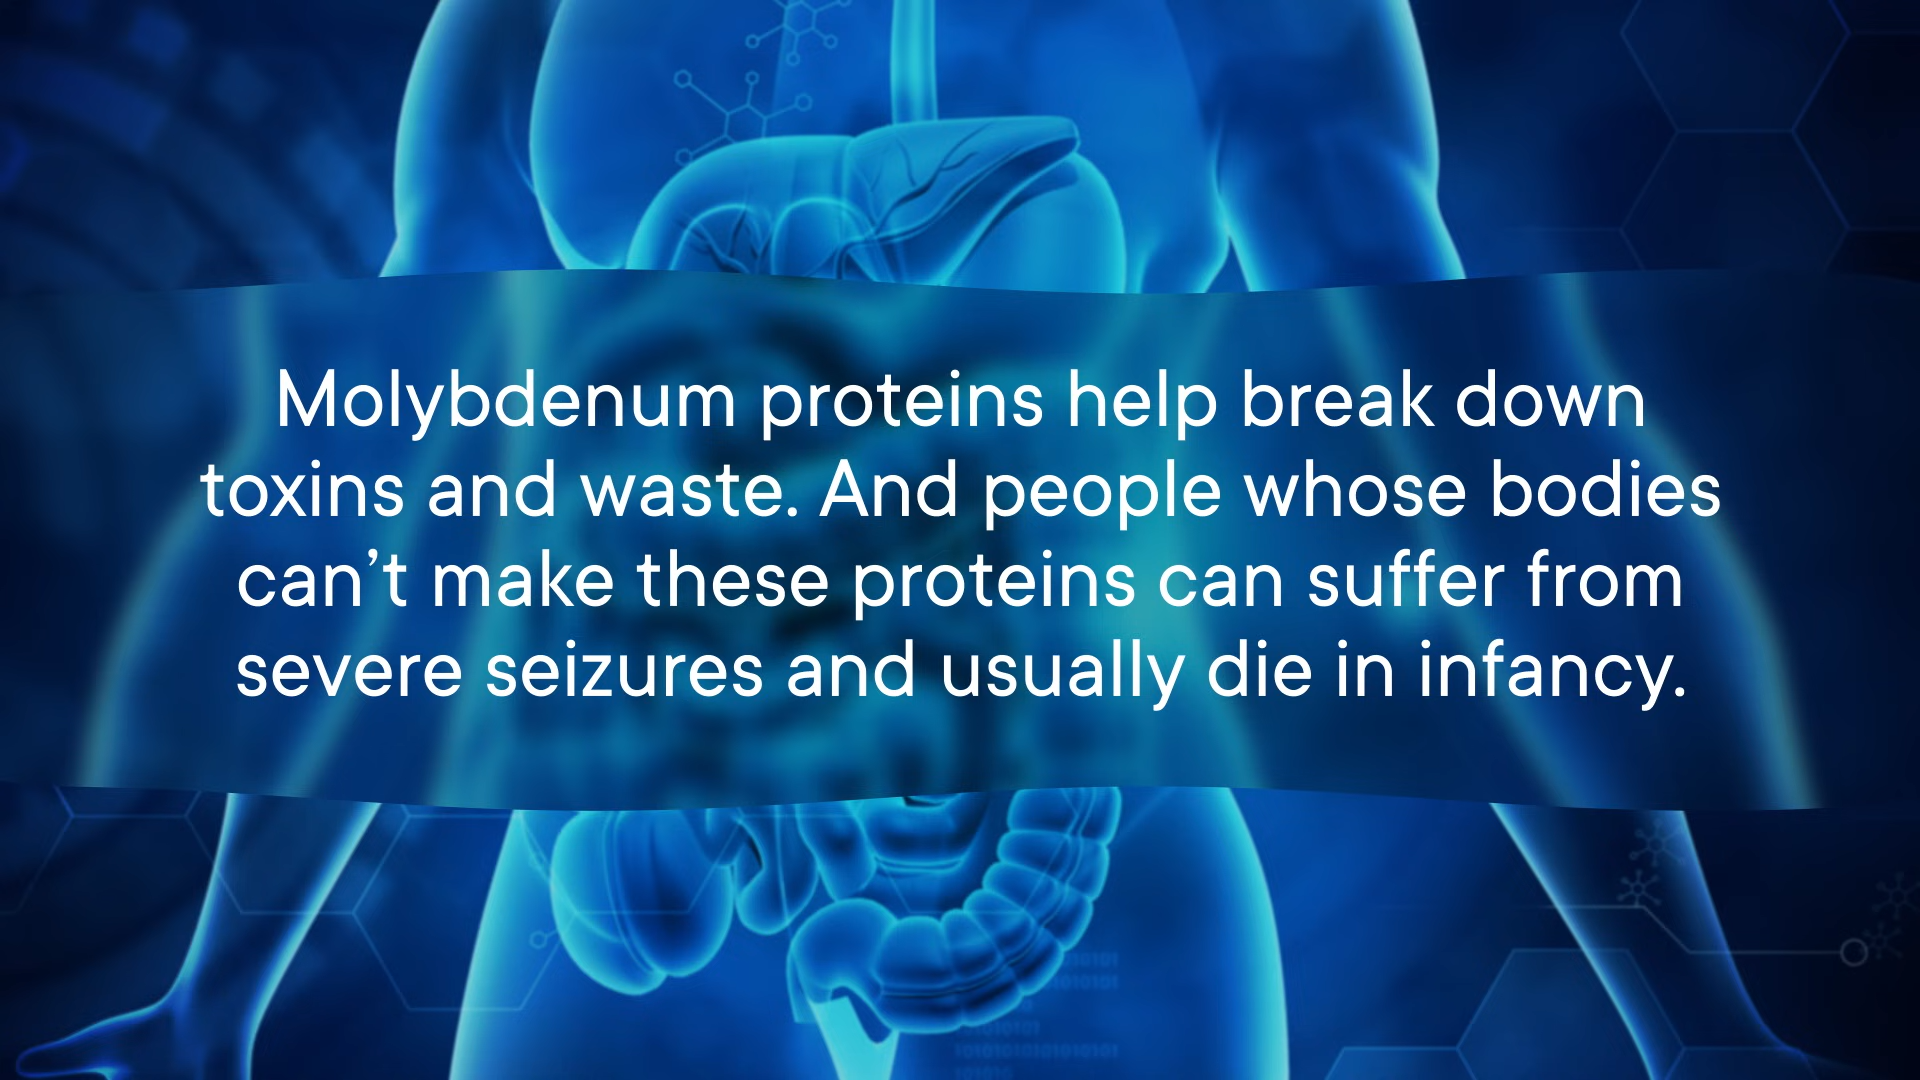 Molybdenum proteins help break down
toxins and waste. And people whose bodies
can’t make these proteins can suffer from
severe seizures and usually die in infancy.